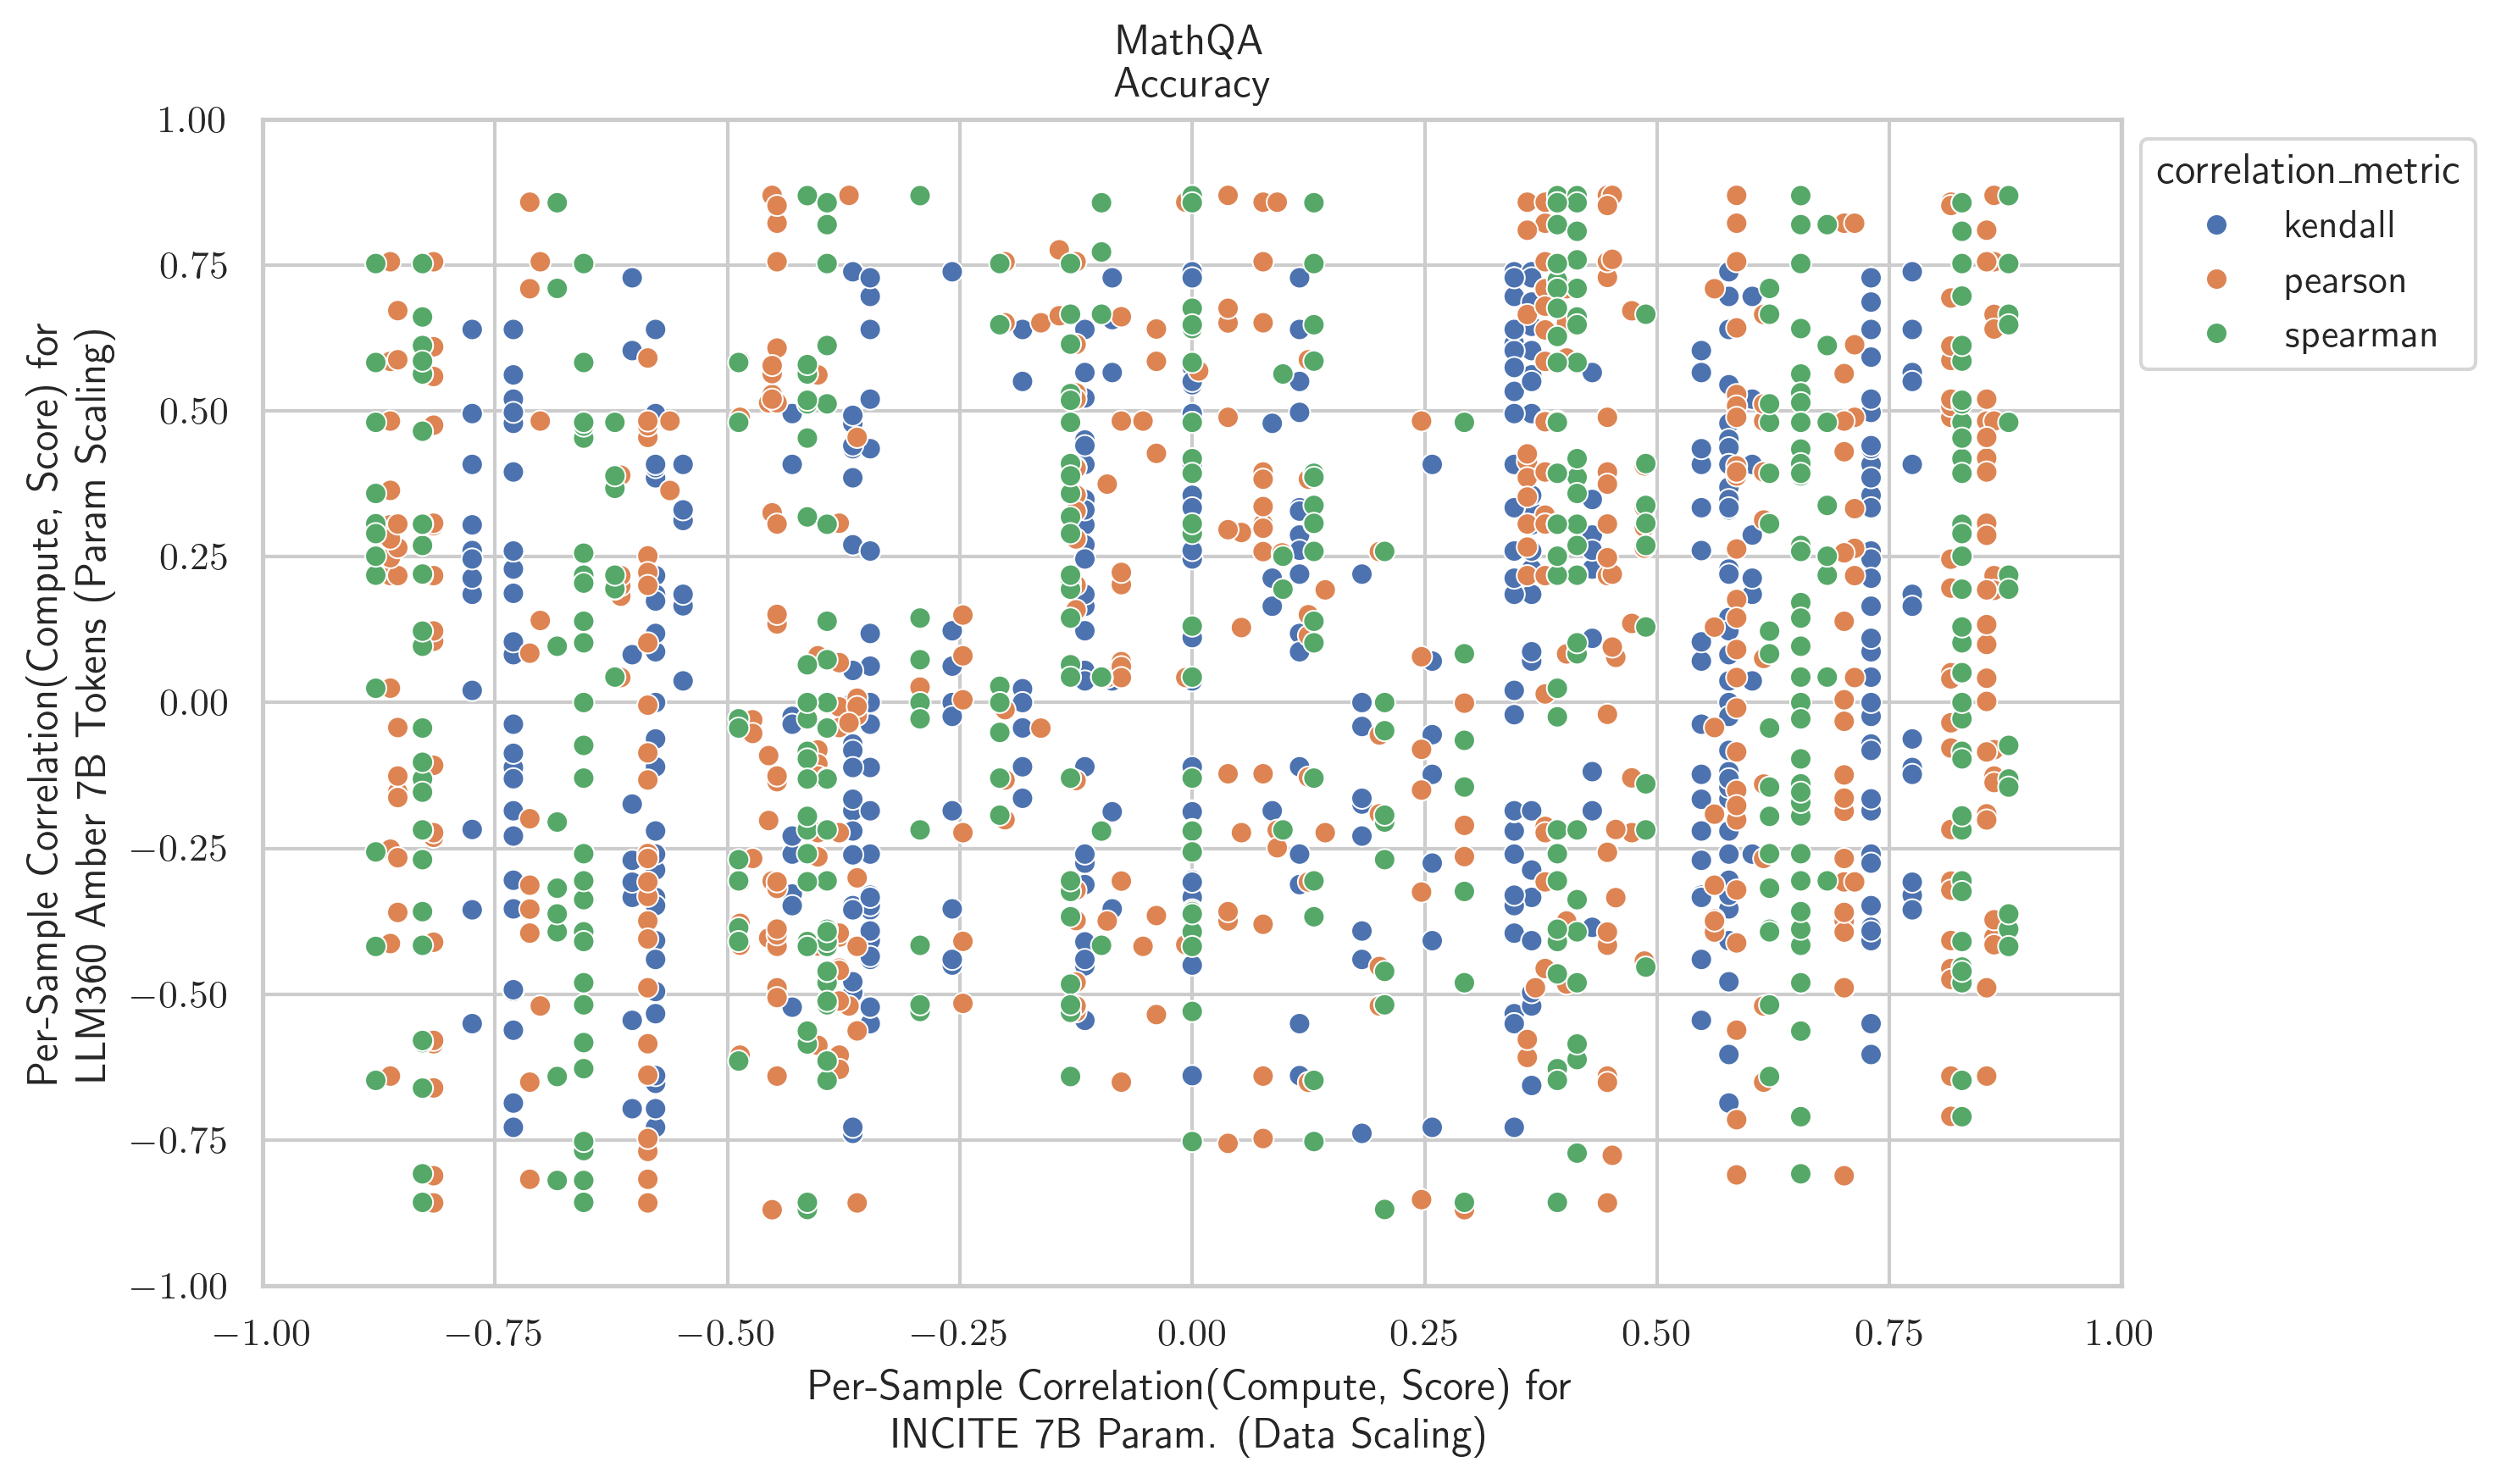 MathQA
Accuracy
Per-Sample Correlation(Compute, Score) for
LLM360 Amber 7B Tokens (Param Scaling)
1.00
0.75
0.50
0.25
0.00
−0.25
−0.50
−0.75
−1.00
−1.00 −0.75 −0.50 −0.25 0.00 0.25 0.50 0.75 1.00
Per-Sample Correlation(Compute, Score) for
INCITE 7B Param. (Data Scaling)
correlation_metric
kendall
pearson
spearman